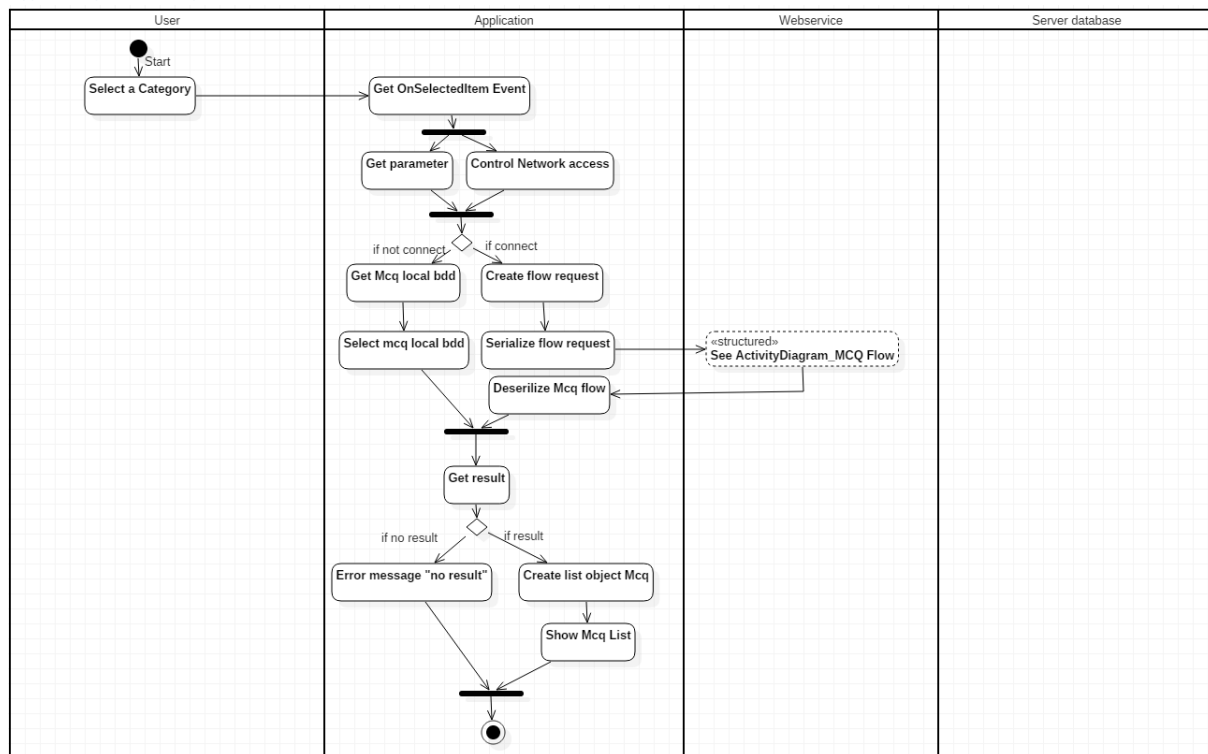 User
Application
Webservice
Server database
Start
Select a Category
Get OnSelectedItem Event
Get parameter
Control Network access
if not connect
if connect
Get Mcq local bdd
Create flow request
Select mcq local bdd
Serialize flow request
«structured»
See ActivityDiagram_MCQ Flow
Deserilize Mcq flow
Get result
if no result
if result
Error message "no result"
Create list object Mcq
Show Mcq List